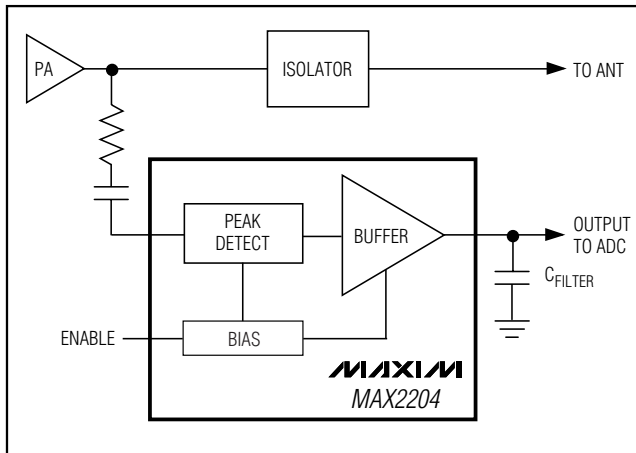 PA
ISOLATOR
TO ANT
PEAK
DETECT
BUFFER
OUTPUT
TO ADC
CFILTER
ENABLE
BIAS
MAXIM
MAX2204